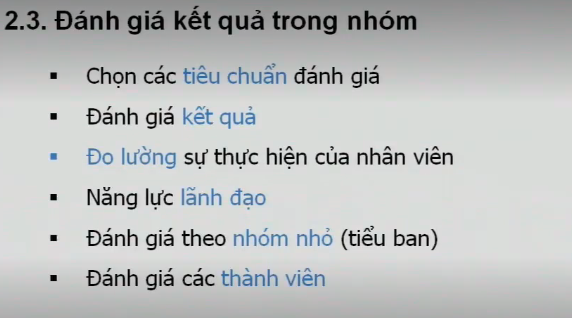 2.3. Đánh giá kết quả trong nhóm
▪ Chọn các tiêu chuẩn đánh giá
▪ Đánh giá kết quả
▪ Đo lường sự thực hiện của nhân viên
▪ Năng lực lãnh đạo
▪ Đánh giá theo nhóm nhỏ (tiểu ban)
▪ Đánh giá các thành viên